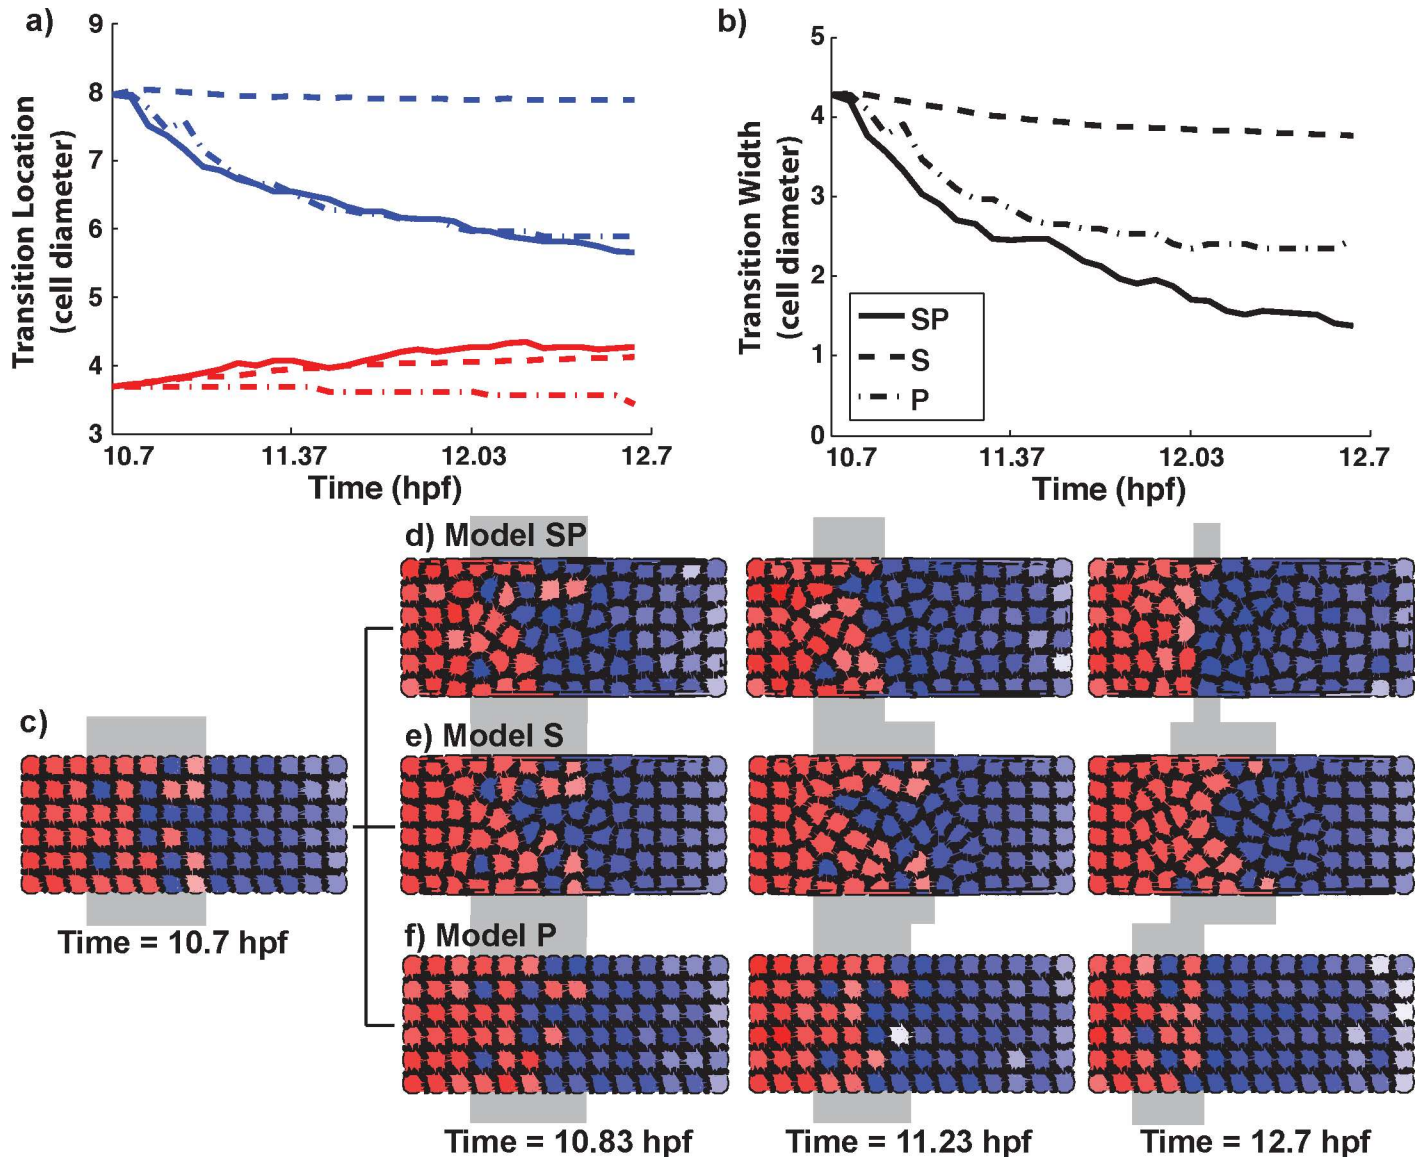 a)
9
8
7
6
5
4
3
Transition Location
(cell diameter)
10.7 11.37 12.03 12.7
Time (hpf)
b)
5
4
3
2
1
0
Transition Width
(cell diameter)
SP
S
P
10.7 11.37 12.03 12.7
Time (hpf)
c)
Time = 10.7 hpf
d) Model SP
e) Model S
f) Model P
Time = 10.83 hpf
Time = 11.23 hpf
Time = 12.7 hpf